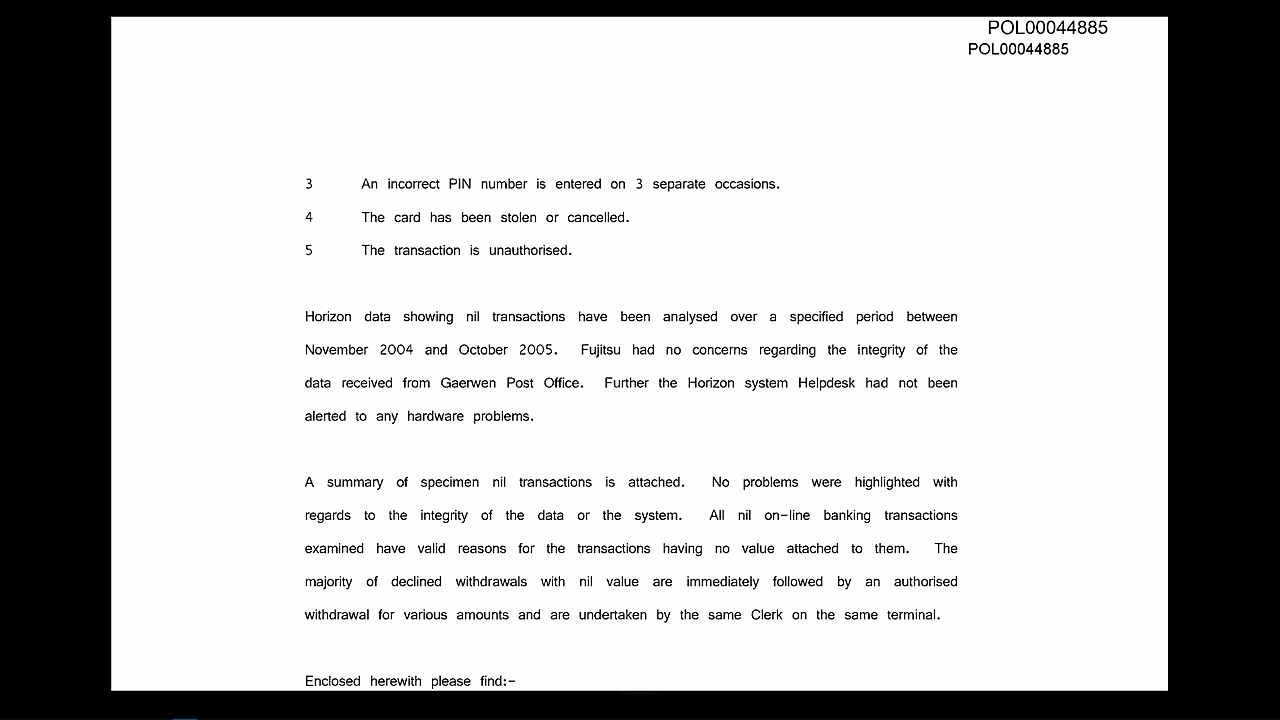 POL00044885
POL00044885
3 An incorrect PIN number is entered on 3 separate occasions.
4 The card has been stolen or cancelled.
5 The transaction is unauthorised.
Horizon data showing nil transactions have been analysed over a specified period between
November 2004 and October 2005. Fujitsu had no concerns regarding the integrity of the
data received from Gaerwen Post Office. Further the Horizon system Helpdesk had not been
alerted to any hardware problems.
A summary of specimen nil transactions is attached. No problems were highlighted with
regards to the integrity of the data or the system. All nil on-line banking transactions
examined have valid reasons for the transactions having no value attached to them. The
majority of declined withdrawals with nil value are immediately followed by an authorised
withdrawal for various amounts and are undertaken by the same Clerk on the same terminal.
Enclosed herewith please find:-